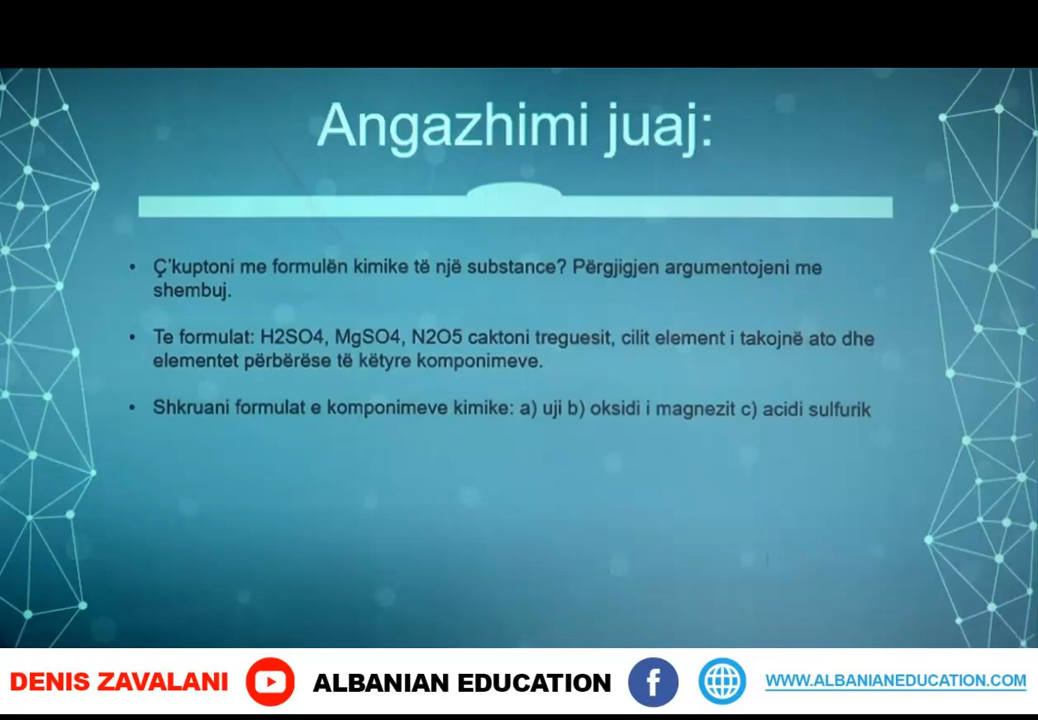 Angazhimi juaj:
• Ç'kuptoni me formulën kimike të një substance? Përgjigjen argumentojeni me
shembuj.
• Te formulat: H2SO4, MgSO4, N2O5 caktoni treguesit, cilit element i takojnë ato dhe
elementet përbërëse të këtyre komponimeve.
• Shkruani formulat e komponimeve kimike: a) uji b) oksidi i magnezit c) acidi sulfurik
DENIS ZAVALANI ALBANIAN EDUCATION f WWW.ALBANIANEDUCATION.COM